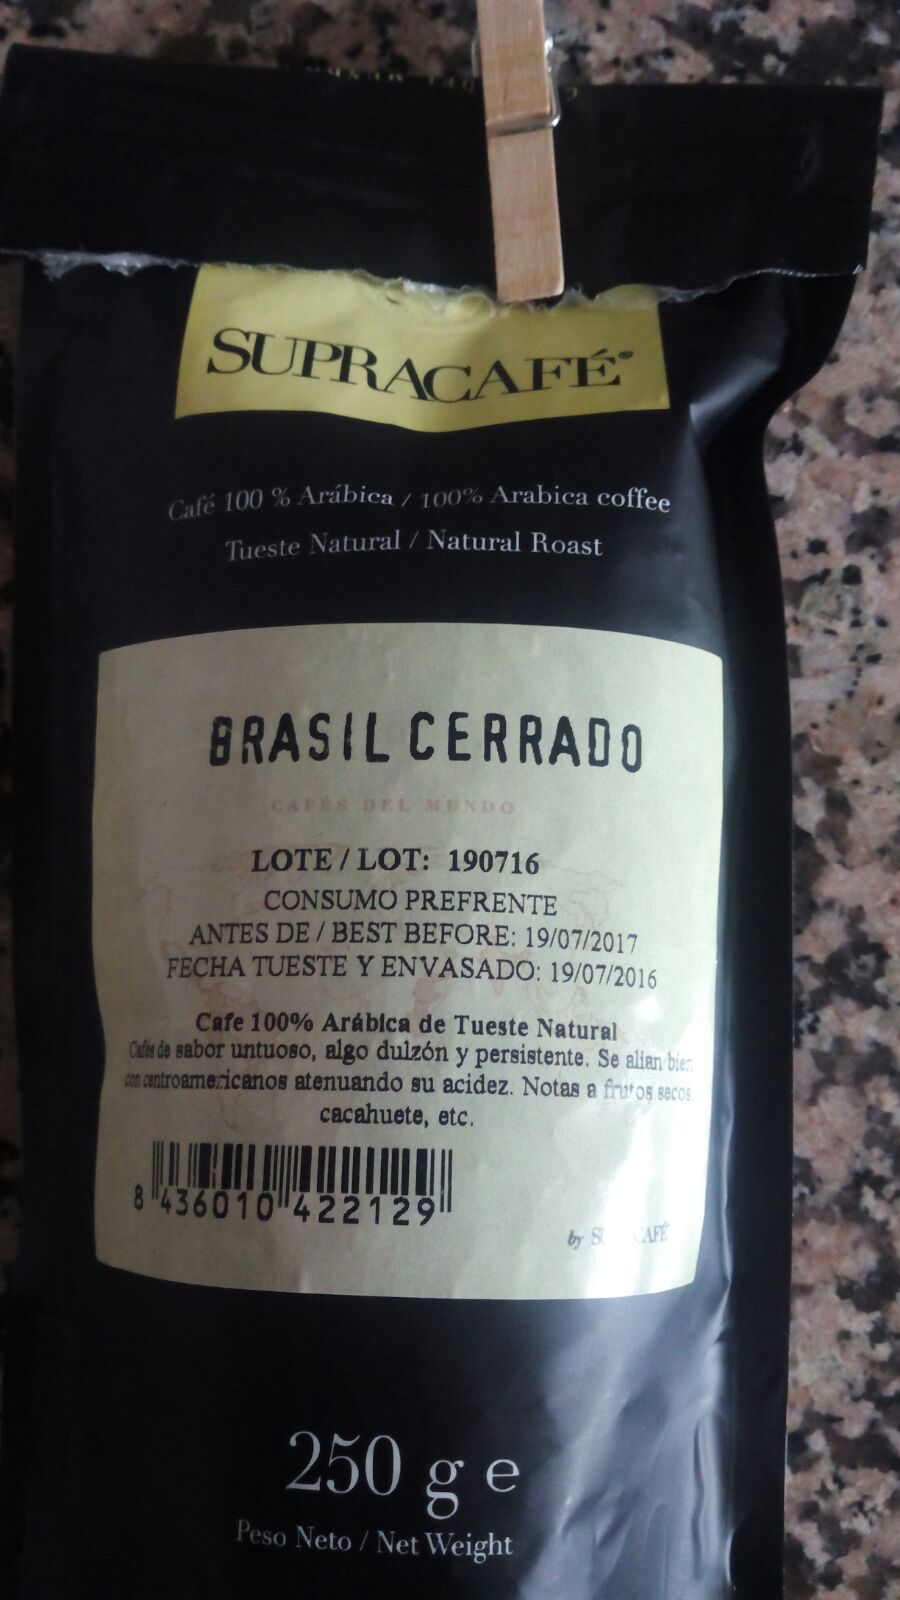 SUPRACAFÉ®
Café 100 % Arábica / 100% Arabica coffee
Tueste Natural / Natural Roast
BRASIL CERRADO
CAFÉS DEL MUNDO
LOTE / LOT: 190716
CONSUMO PREFRENTE
ANTES DE / BEST BEFORE: 19/07/2017
FECHA TUESTE Y ENVASADO: 19/07/2016
Cafe 100% Arábica de Tueste Natural
Cafés de sabor untuoso, algo dulzón y persistente. Se alían bien
con centroamericanos atenuando su acidez. Notas a frutos secos,
cacahuete, etc.
8 436010 422129
by
250 g e
Peso Neto / Net Weight